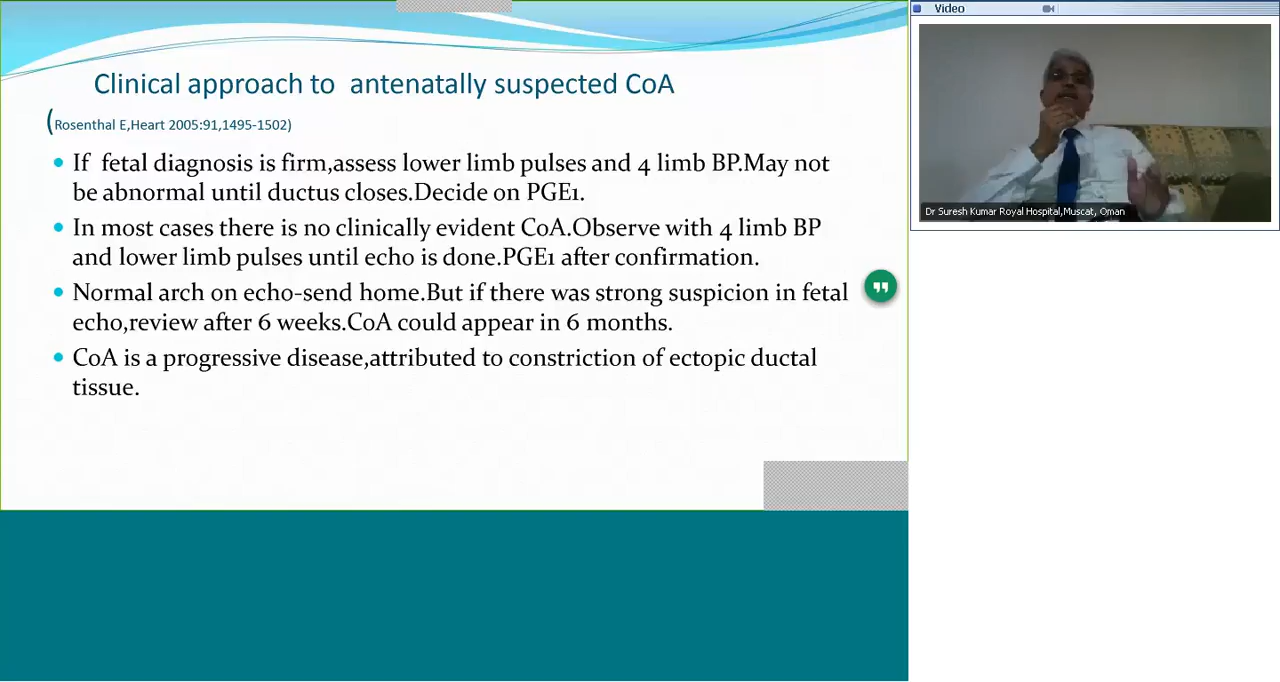 Video
Clinical approach to antenatally suspected CoA
(Rosenthal E,Heart 2005:91,1495-1502)
• If fetal diagnosis is firm,assess lower limb pulses and 4 limb BP.May not
be abnormal until ductus closes.Decide on PGE1.
• In most cases there is no clinically evident CoA.Observe with 4 limb BP
and lower limb pulses until echo is done.PGE1 after confirmation.
• Normal arch on echo-send home.But if there was strong suspicion in fetal
echo,review after 6 weeks.CoA could appear in 6 months.
• CoA is a progressive disease,attributed to constriction of ectopic ductal
tissue.
Dr Suresh Kumar Royal Hospital,Muscat, Oman